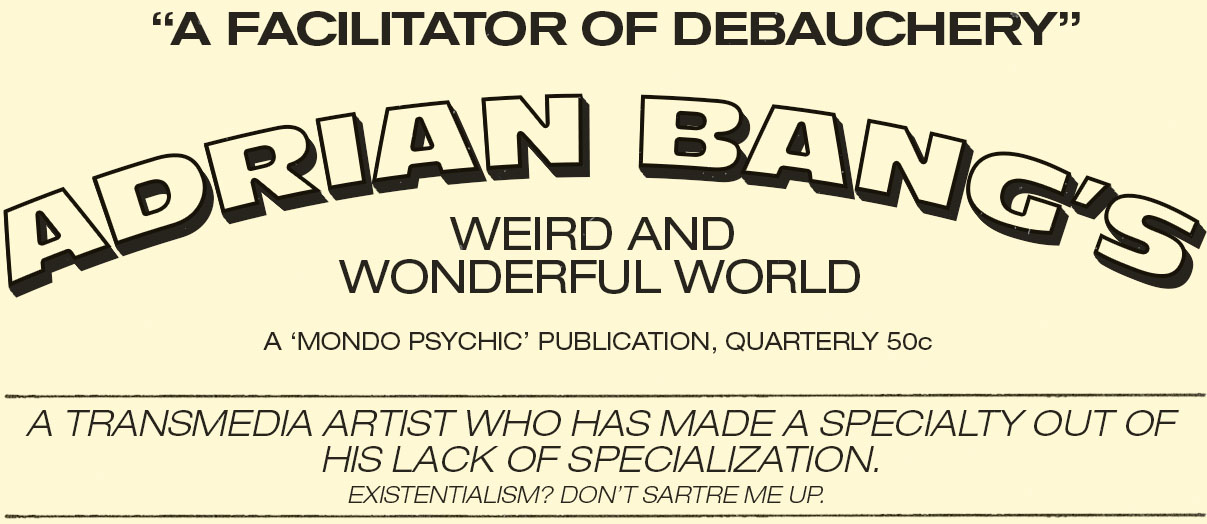 “A FACILITATOR OF DEBAUCHERY”
ADRIAN BANG’S
WEIRD AND
WONDERFUL WORLD
A ‘MONDO PSYCHIC’ PUBLICATION, QUARTERLY 50c
A TRANSMEDIA ARTIST WHO HAS MADE A SPECIALTY OUT OF
HIS LACK OF SPECIALIZATION.
EXISTENTIALISM? DON’T SARTRE ME UP.